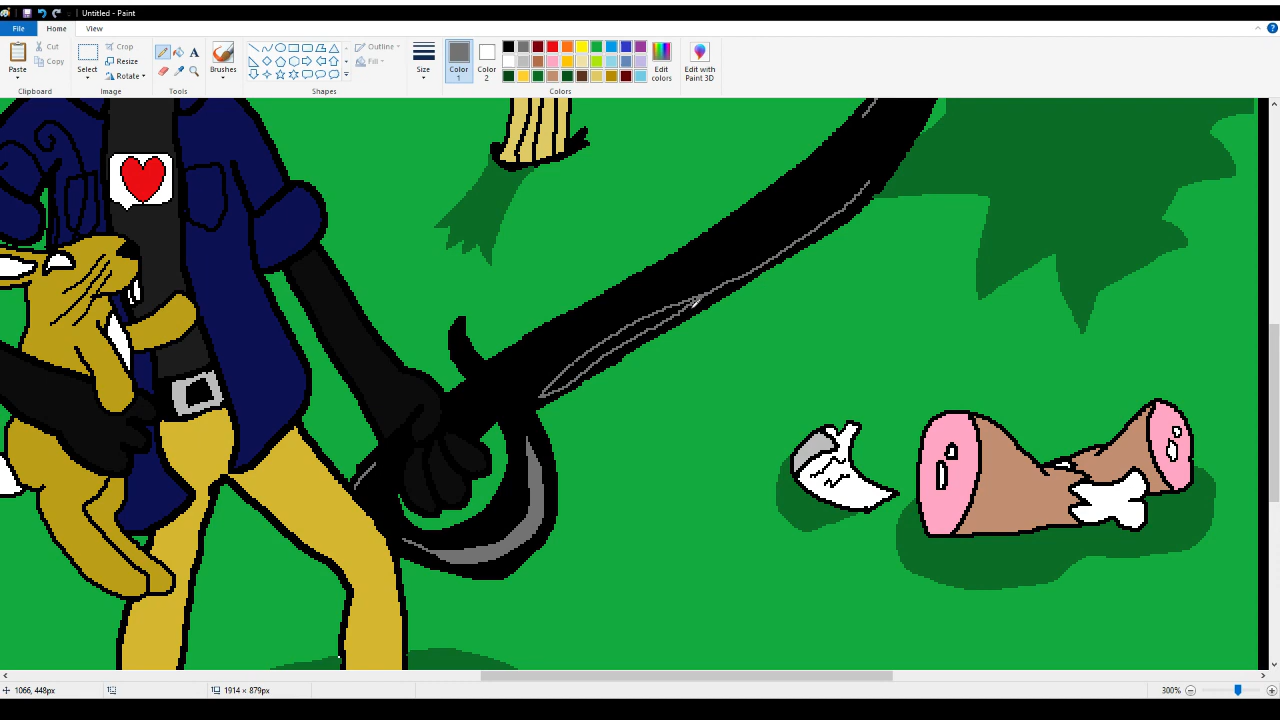 Untitled - Paint
File Home View
Paste
Cut
Copy
Clipboard
Select
Crop
Resize
Rotate
Image
A
Tools
Brushes
Outline
Fill
Shapes
Size
Color 1
Color 2
Edit colors
Colors
Edit with Paint 3D
1066, 448px
1914 × 879px
300%